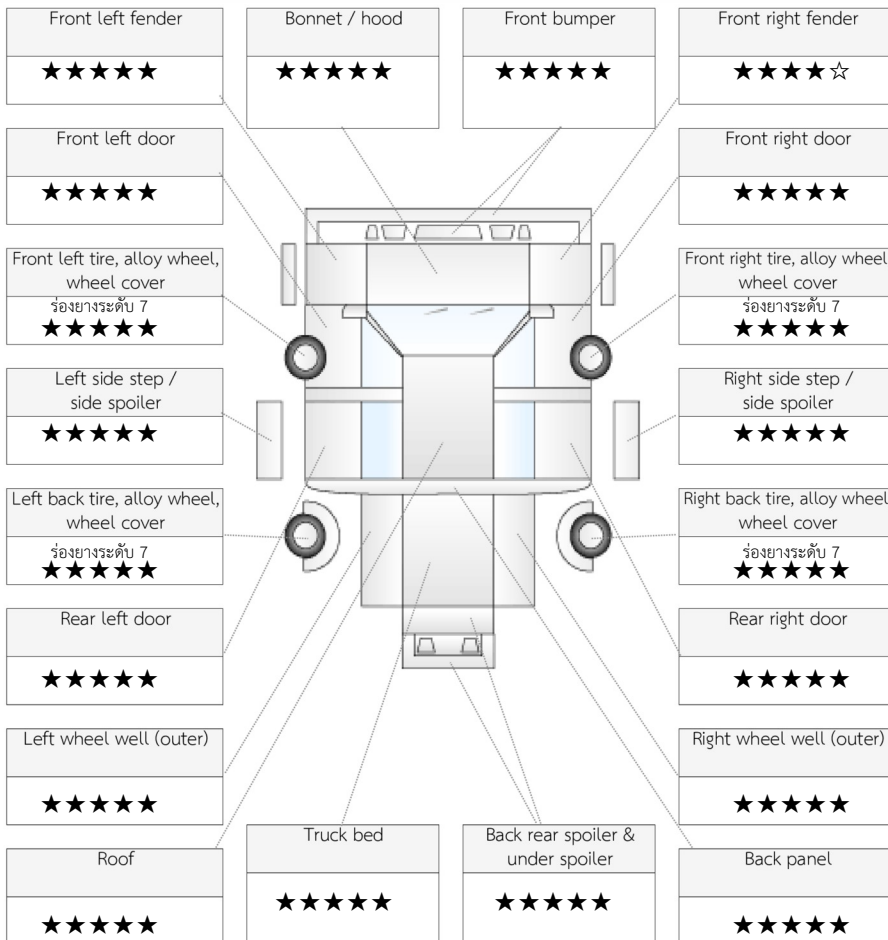 Front left fender
★★★★★
Bonnet / hood
★★★★★
Front bumper
★★★★★
Front right fender
★★★★☆
Front left door
★★★★★
Front right door
★★★★★
Front left tire, alloy wheel,
wheel cover
ร่องยางระดับ 7
★★★★★
Front right tire, alloy wheel
wheel cover
ร่องยางระดับ 7
★★★★★
Left side step /
side spoiler
★★★★★
Right side step /
side spoiler
★★★★★
Left back tire, alloy wheel,
wheel cover
ร่องยางระดับ 7
★★★★★
Right back tire, alloy wheel
wheel cover
ร่องยางระดับ 7
★★★★★
Rear left door
★★★★★
Rear right door
★★★★★
Left wheel well (outer)
★★★★★
Right wheel well (outer)
★★★★★
Roof
★★★★★
Truck bed
★★★★★
Back rear spoiler &
under spoiler
★★★★★
Back panel
★★★★★